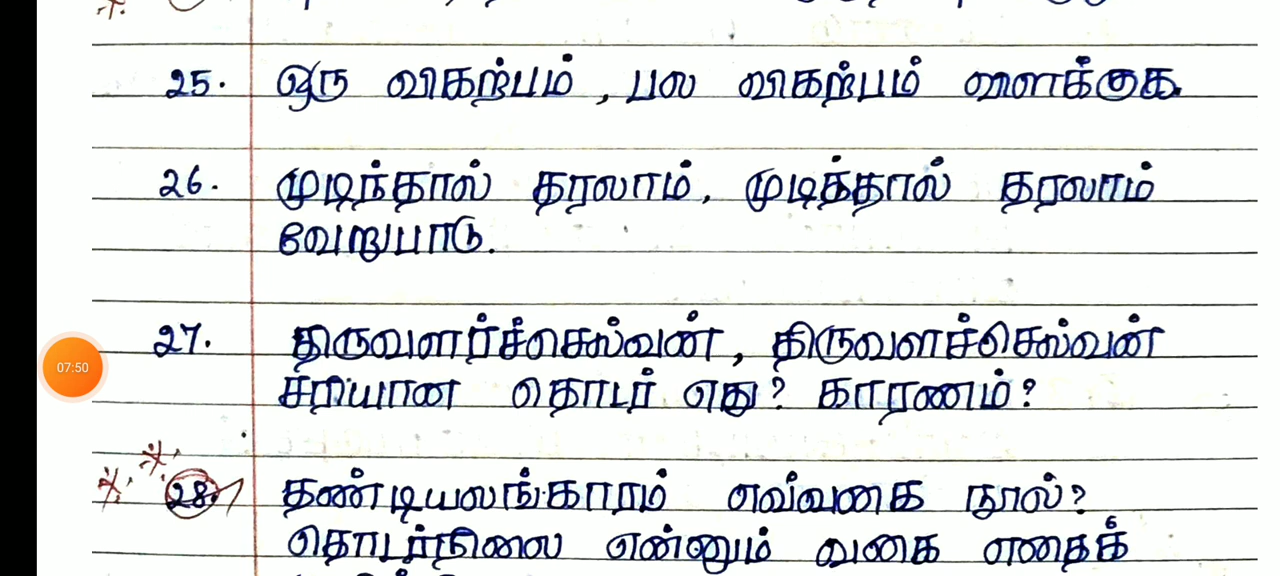 25. ஒரு விகற்பம், பல விகற்பம் விளக்குக
26. முடிந்தால் தரலாம், முடித்தால் தரலாம்
வேறுபாடு.
07:50
27. திருவளர்ச்செல்வன், திருவளச்செல்வன்
சரியான தொடர் எது? காரணம்?
28. தண்டியலங்காரம் எவ்வகை நூல்?
தொடர்நிலை என்னும் வகை எதைக்